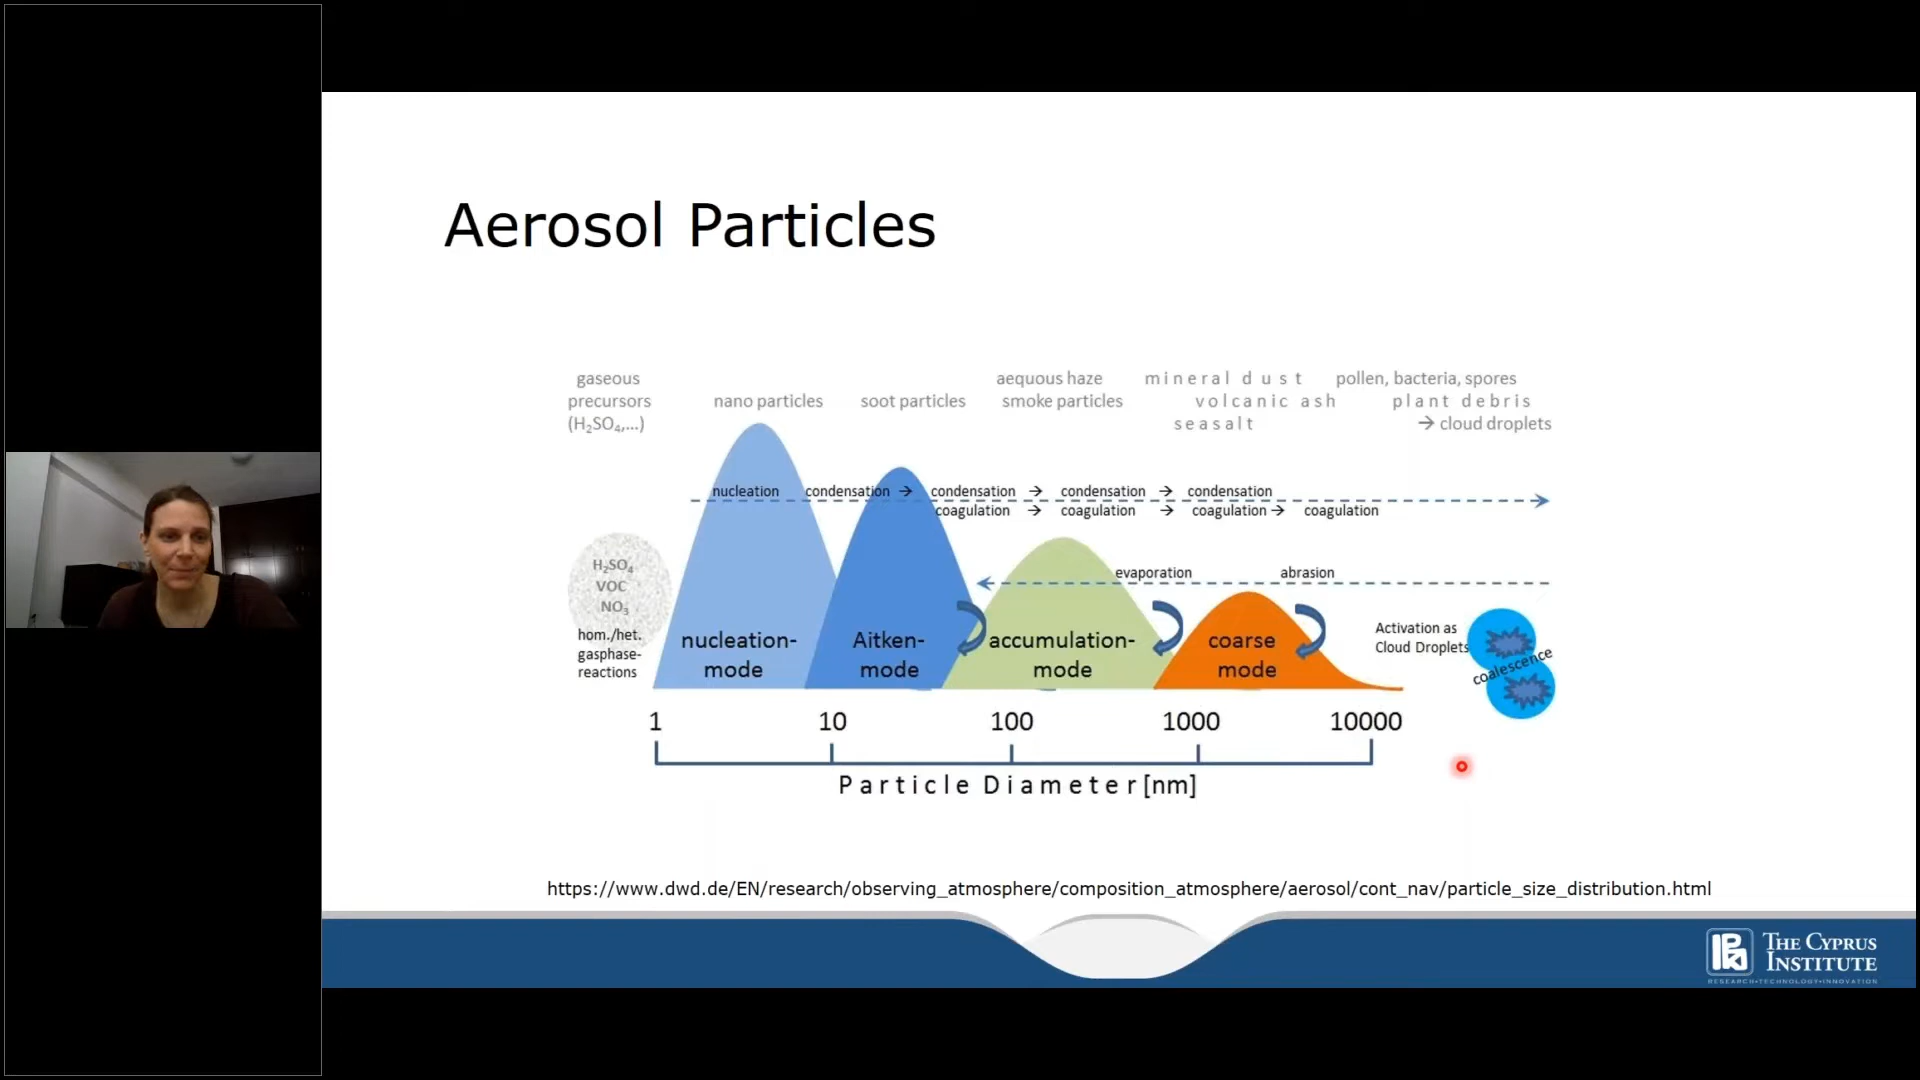 Aerosol Particles
gaseous
precursors
(H₂SO₄,...)
nano particles
soot particles
aequous haze
smoke particles
mineral dust
volcanic ash
seasalt
pollen, bacteria, spores
plant debris
→ cloud droplets
nucleation condensation → condensation → condensation → condensation
coagulation → coagulation → coagulation → coagulation
evaporation abrasion
H₂SO₄
VOC
NO₃
hom./het.
gasphase-
reactions
nucleation-
mode
Aitken-
mode
accumulation-
mode
coarse
mode
Activation as
Cloud Droplets
coalescence
1 10 100 1000 10000
Particle Diameter [nm]
https://www.dwd.de/EN/research/observing_atmosphere/composition_atmosphere/aerosol/cont_nav/particle_size_distribution.html
THE CYPRUS
INSTITUTE
RESEARCH•TECHNOLOGY•INNOVATION